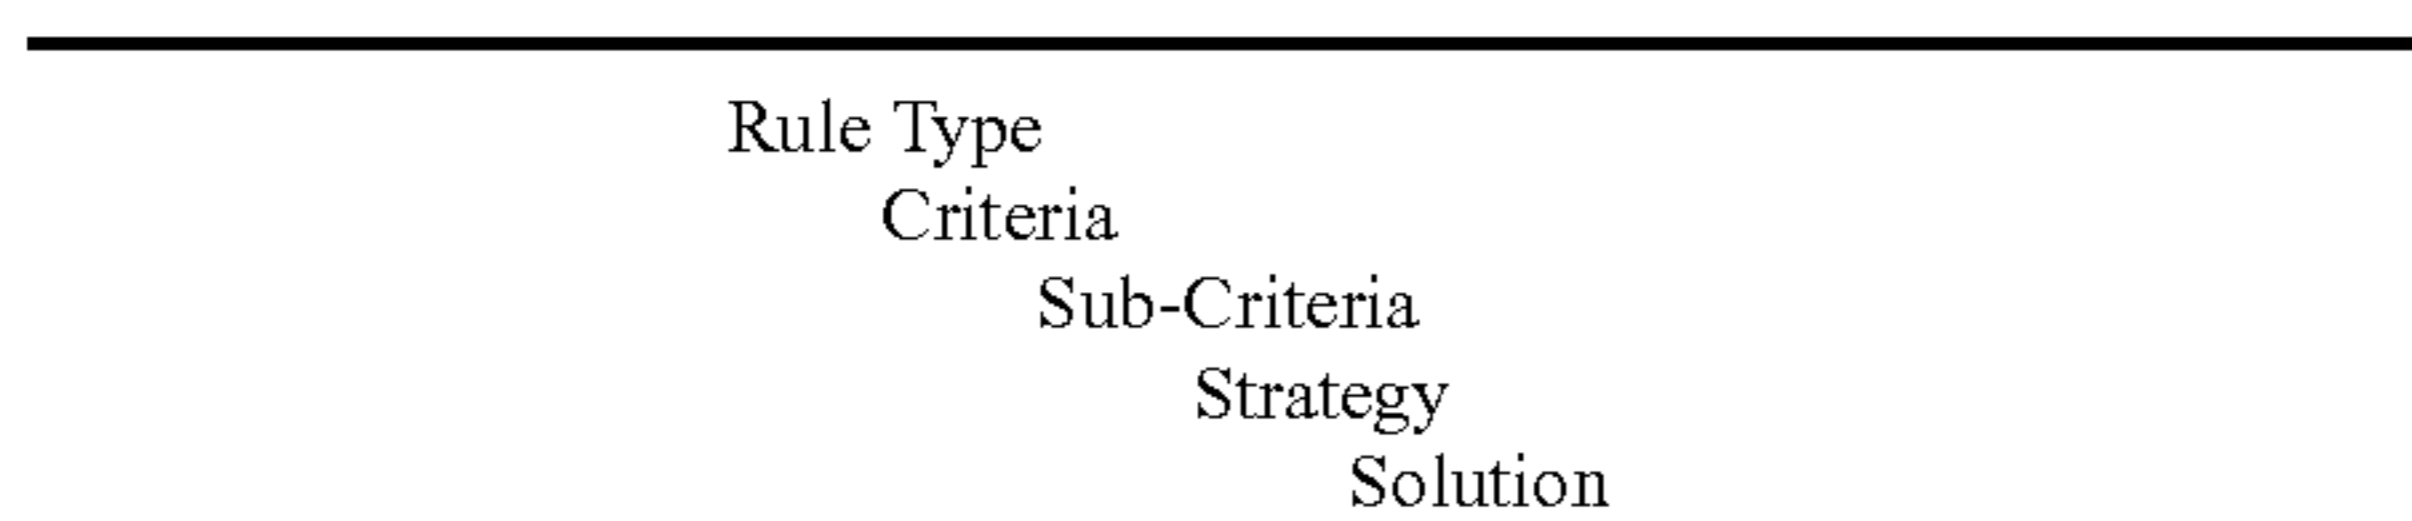 Rule Type
Criteria
Sub-Criteria
Strategy
Solution